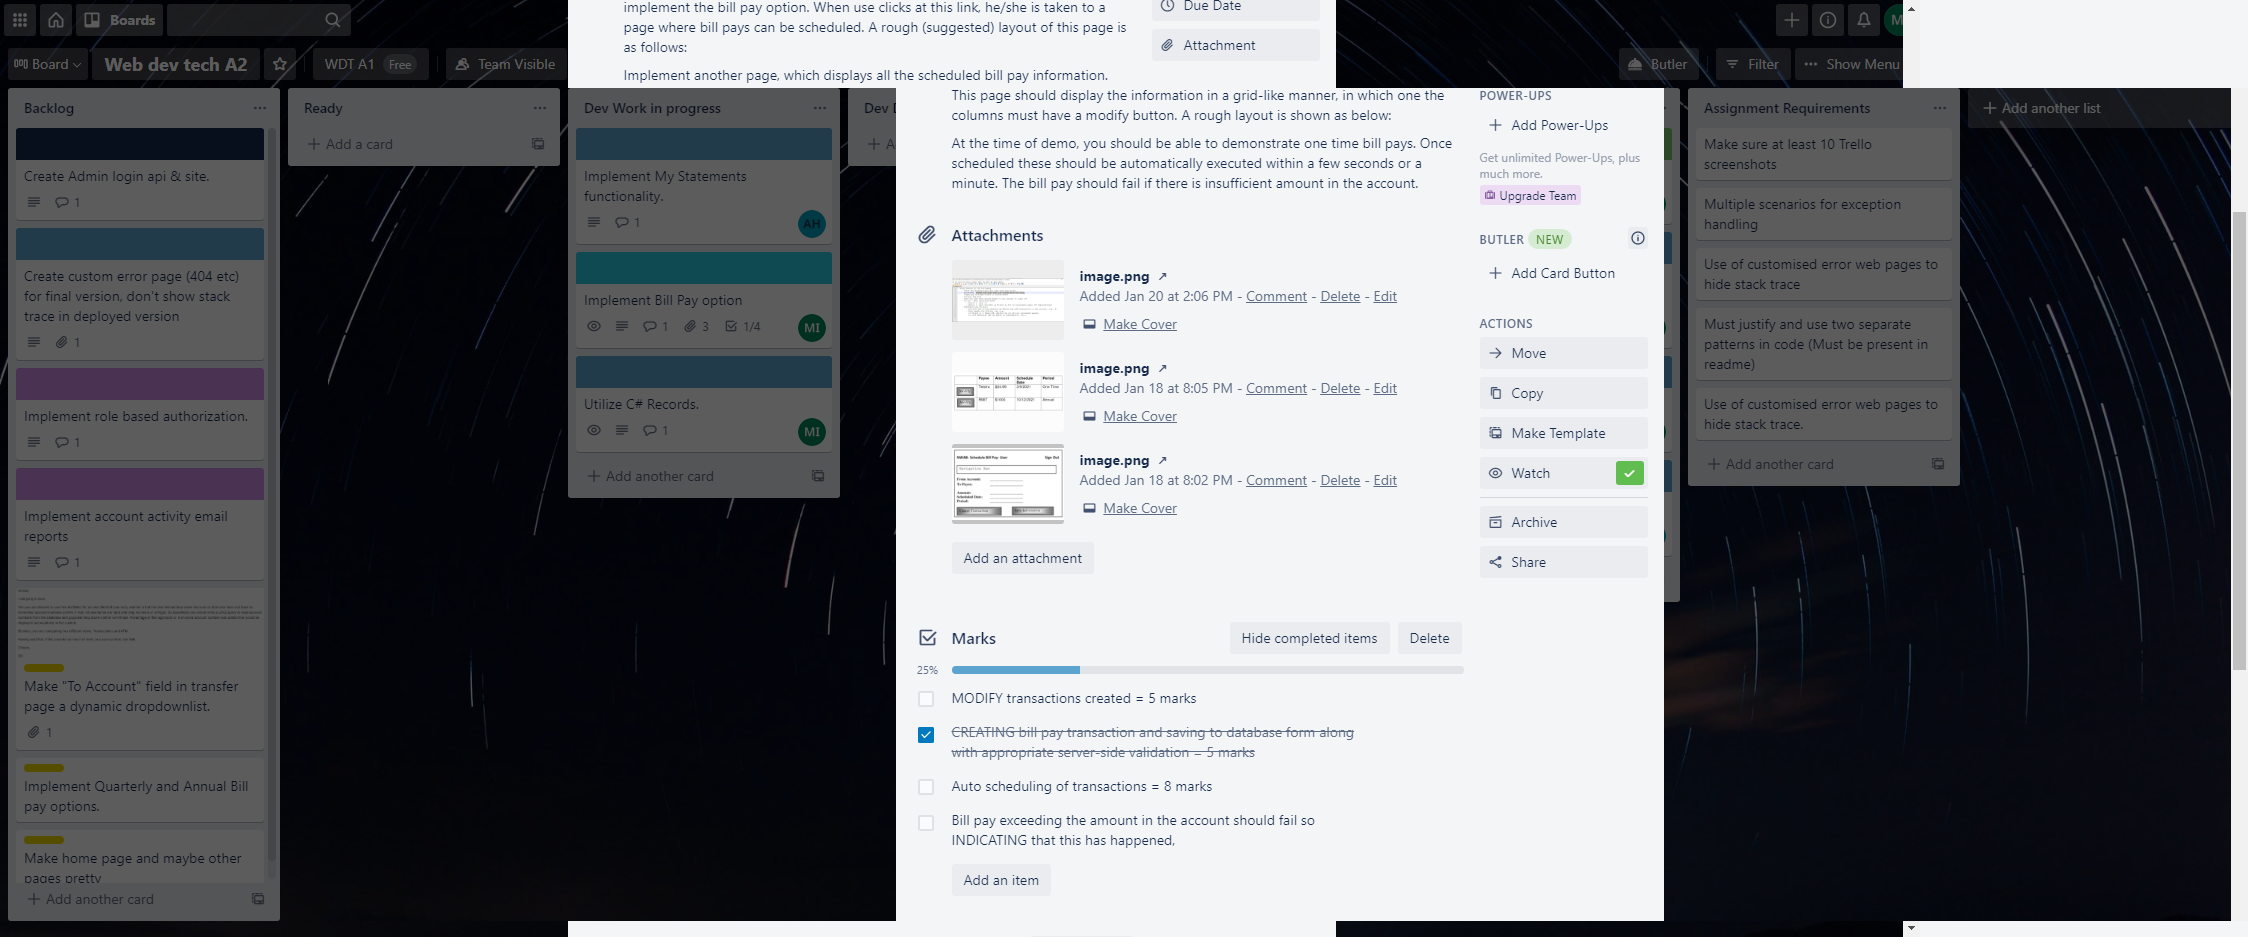 Boards
Board
Web dev tech A2
WDT A1 Free
Team Visible
implement the bill pay option. When use clicks at this link, he/she is taken to a
page where bill pays can be scheduled. A rough (suggested) layout of this page is
as follows:
Implement another page, which displays all the scheduled bill pay information.
Due Date
Attachment
Butler
Filter
Show Menu
Backlog
Create Admin login api & site.
1
Create custom error page (404 etc)
for final version, don't show stack
trace in deployed version
1
Implement role based authorization.
1
Implement account activity email
reports
1
Make "To Account" field in transfer
page a dynamic dropdownlist.
1
Implement Quarterly and Annual Bill
pay options.
Make home page and maybe other
pages pretty
Add another card
Ready
Add a card
Dev Work in progress
Implement My Statements
functionality.
1
AH
Implement Bill Pay option
1 3 1/4
MI
Utilize C# Records.
1
MI
Add another card
Dev D
A
This page should display the information in a grid-like manner, in which one the
columns must have a modify button. A rough layout is shown as below:
At the time of demo, you should be able to demonstrate one time bill pays. Once
scheduled these should be automatically executed within a few seconds or a
minute. The bill pay should fail if there is insufficient amount in the account.
Attachments
image.png
Added Jan 20 at 2:06 PM - Comment - Delete - Edit
Make Cover
image.png
Added Jan 18 at 8:05 PM - Comment - Delete - Edit
Make Cover
image.png
Added Jan 18 at 8:02 PM - Comment - Delete - Edit
Make Cover
Add an attachment
Marks
Hide completed items
Delete
25%
MODIFY transactions created = 5 marks
CREATING bill pay transaction and saving to database form along
with appropriate server-side validation = 5 marks
Auto scheduling of transactions = 8 marks
Bill pay exceeding the amount in the account should fail so
INDICATING that this has happened,
Add an item
POWER-UPS
Add Power-Ups
Get unlimited Power-Ups, plus
much more.
Upgrade Team
BUTLER NEW
Add Card Button
ACTIONS
Move
Copy
Make Template
Watch
Archive
Share
Assignment Requirements
Make sure at least 10 Trello
screenshots
Multiple scenarios for exception
handling
Use of customised error web pages to
hide stack trace
Must justify and use two separate
patterns in code (Must be present in
readme)
Use of customised error web pages to
hide stack trace.
Add another card
Add another list